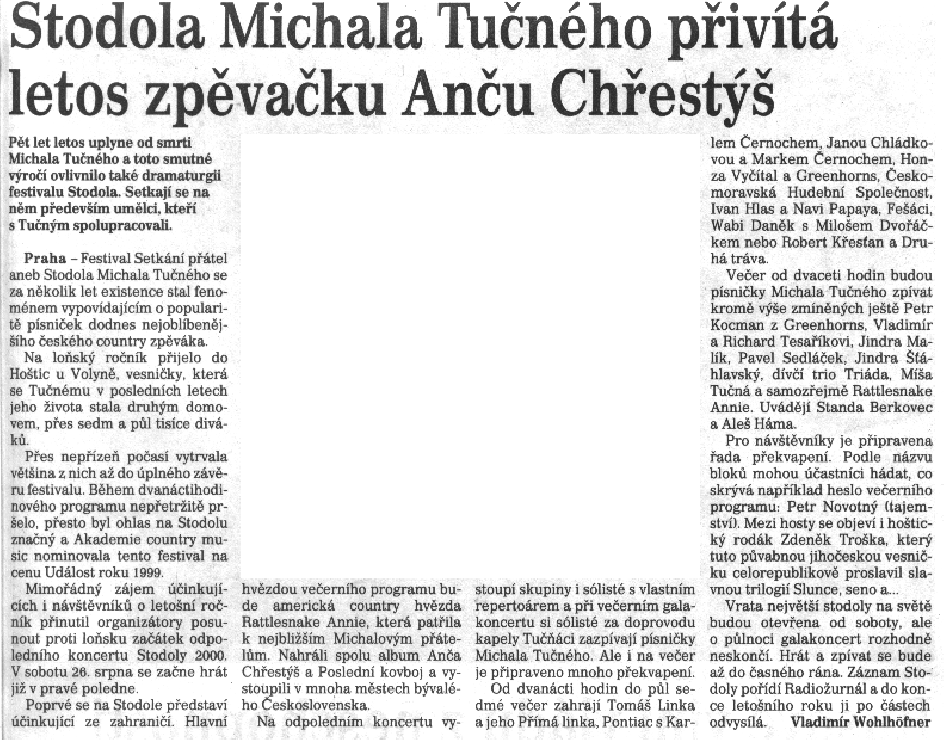 Stodola Michala Tučného přivítá
letos zpěvačku Anču Chřestýš
Pět let letos uplyne od smrti
Michala Tučného a toto smutné
výročí ovlivnilo také dramaturgii
festivalu Stodola. Setkají se na
něm především umělci, kteří
s Tučným spolupracovali.
Praha – Festival Setkání přátel
aneb Stodola Michala Tučného se
za několik let existence stal feno-
ménem vypovídajícím o populari-
tě písniček dodnes nejoblíbeněj-
šího českého country zpěváka.
Na loňský ročník přijelo do
Hoštic u Volyně, vesničky, která
se Tučnému v posledních letech
jeho života stala druhým domo-
vem, přes sedm a půl tisíce divá-
ků.
Přes nepřízeň počasí vytrvala
většina z nich až do úplného závě-
ru festivalu. Během dvanáctihodi-
nového programu nepřetržitě pr-
šelo, přesto byl ohlas na Stodolu
značný a Akademie country mu-
sic nominovala tento festival na
cenu Událost roku 1999.
Mimořádný zájem účinkují-
cích i návštěvníků o letošní roč-
ník přinutil organizátory posu-
nout proti loňsku začátek odpo-
ledního koncertu Stodoly 2000.
V sobotu 26. srpna se začne hrát
již v pravé poledne.
Poprvé se na Stodole představí
účinkující ze zahraničí. Hlavní
hvězdou večerního programu bu-
de americká country hvězda
Rattlesnake Annie, která patřila
k nejbližším Michalovým přáte-
lům. Nahráli spolu album Anča
Chřestýš a Poslední kovboj a vy-
stoupili v mnoha městech bývalé-
ho Československa.
Na odpoledním koncertu vy-
stoupí skupiny i sólisté s vlastním
repertoárem a při večerním gala-
koncertu si sólisté za doprovodu
kapely Tučňáci zazpívají písničky
Michala Tučného. Ale i na večer
je připraveno mnoho překvapení.
Od dvanácti hodin do půl se-
dmé večer zahrají Tomáš Linka
a jeho Přímá linka, Pontiac s Kar-
lem Černochem, Janou Chládko-
vou a Markem Černochem, Hon-
za Vyčítal a Greenhorns, Česko-
moravská Hudební Společnost,
Ivan Hlas a Navi Papaya, Fešáci,
Wabi Daněk s Milošem Dvořáč-
kem nebo Robert Křesťan a Dru-
há tráva.
Večer od dvaceti hodin budou
písničky Michala Tučného zpívat
kromě výše zmíněných ještě Petr
Kocman z Greenhorns, Vladimír
a Richard Tesaříkovi, Jindra Ma-
lík, Pavel Sedláček, Jindra Šťá-
hlavský, dívčí trio Triáda, Míša
Tučná a samozřejmě Rattlesnake
Annie. Uvádějí Standa Berkovec
a Aleš Háma.
Pro návštěvníky je připravena
řada překvapení. Podle názvu
bloků mohou účastníci hádat, co
skrývá například heslo večerního
programu: Petr Novotný (tajem-
ství). Mezi hosty se objeví i hoštic-
ký rodák Zdeněk Troška, který
tuto půvabnou jihočeskou vesnič-
ku celorepublikově proslavil sla-
vnou trilogií Slunce, seno a...
Vrata největší stodoly na světě
budou otevřena od soboty, ale
o půlnoci galakoncert rozhodně
neskončí. Hrát a zpívat se bude
až do časného rána. Záznam Sto-
doly pořídí Radiožurnál a do kon-
ce letošního roku ji po částech
odvysílá. Vladimír Wohlhöfner